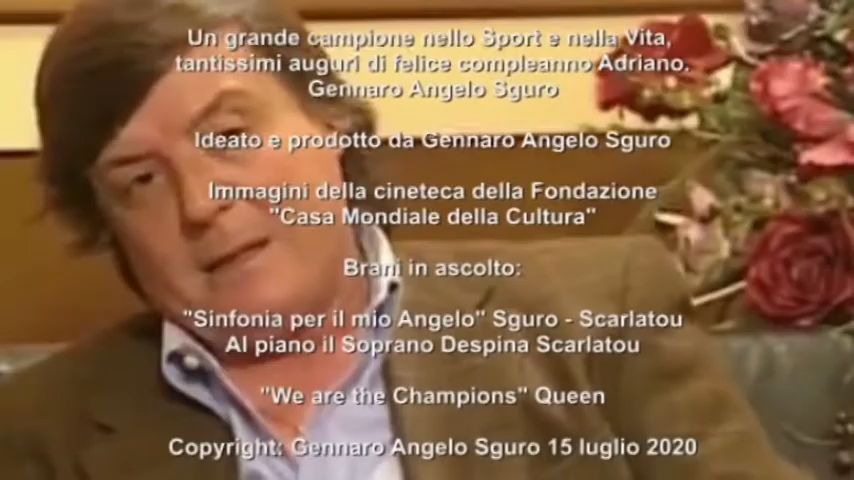 Un grande campione nello Sport e nella Vita,
tantissimi auguri di felice compleanno Adriano.
Gennaro Angelo Sguro
Ideato e prodotto da Gennaro Angelo Sguro
Immagini della cineteca della Fondazione
"Casa Mondiale della Cultura"
Brani in ascolto:
"Sinfonia per il mio Angelo" Sguro - Scarlatou
Al piano il Soprano Despina Scarlatou
"We are the Champions" Queen
Copyright: Gennaro Angelo Sguro 15 luglio 2020